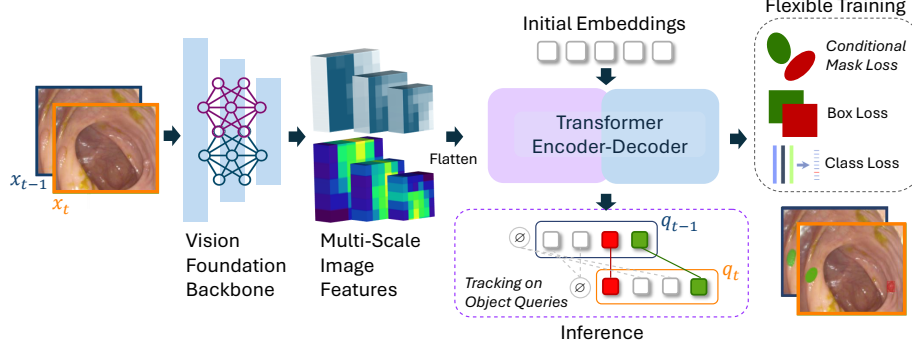 Flexible Training
Initial Embeddings
Conditional
Mask Loss
Box Loss
Class Loss
Transformer
Encoder-Decoder
Flatten
x_{t-1}
x_t
Vision
Foundation
Backbone
Multi-Scale
Image
Features
q_{t-1}
∅
∅
q_t
Tracking on
Object Queries
Inference